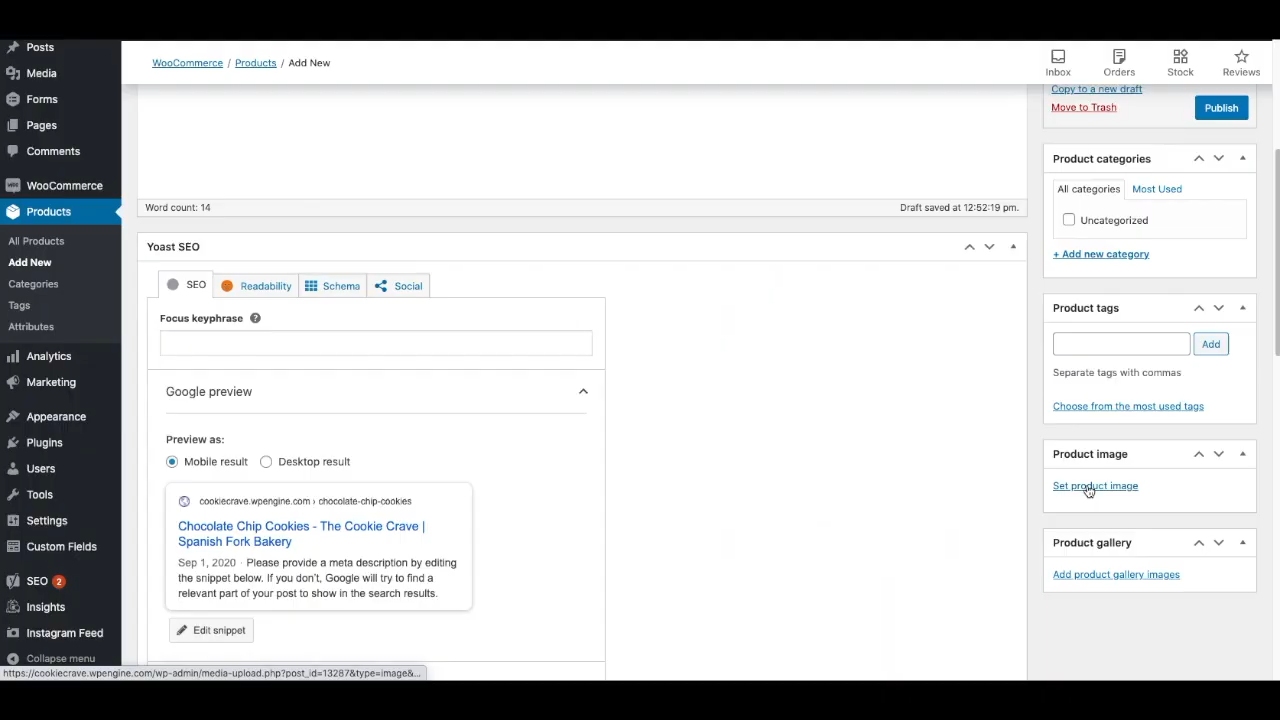 Posts
Media
Forms
Pages
Comments
WooCommerce
Products
All Products
Add New
Categories
Tags
Attributes
Analytics
Marketing
Appearance
Plugins
Users
Tools
Settings
Custom Fields
SEO 2
Insights
Instagram Feed
Collapse menu
WooCommerce / Products / Add New
Inbox
Orders
Stock
Reviews
Word count: 14
Draft saved at 12:52:19 pm.
Yoast SEO
SEO
Readability
Schema
Social
Focus keyphrase ?
Google preview
Preview as:
Mobile result
Desktop result
cookiecrave.wpengine.com › chocolate-chip-cookies
Chocolate Chip Cookies - The Cookie Crave |
Spanish Fork Bakery
Sep 1, 2020 · Please provide a meta description by editing
the snippet below. If you don't, Google will try to find a
relevant part of your post to show in the search results.
Edit snippet
Copy to a new draft
Move to Trash
Publish
Product categories
All categories
Most Used
Uncategorized
+ Add new category
Product tags
Add
Separate tags with commas
Choose from the most used tags
Product image
Set product image
Product gallery
Add product gallery images
https://cookiecrave.wpengine.com/wp-admin/media-upload.php?post_id=13287&type=image&...